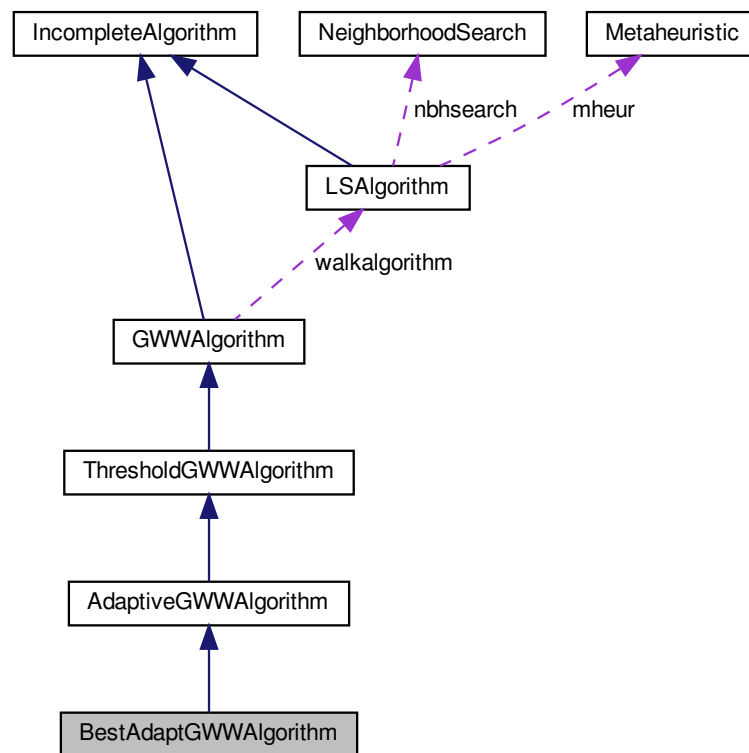 IncompleteAlgorithm
NeighborhoodSearch
Metaheuristic
nbhsearch
mheur
LSAlgorithm
walkalgorithm
GWWAlgorithm
ThresholdGWWAlgorithm
AdaptiveGWWAlgorithm
BestAdaptGWWAlgorithm